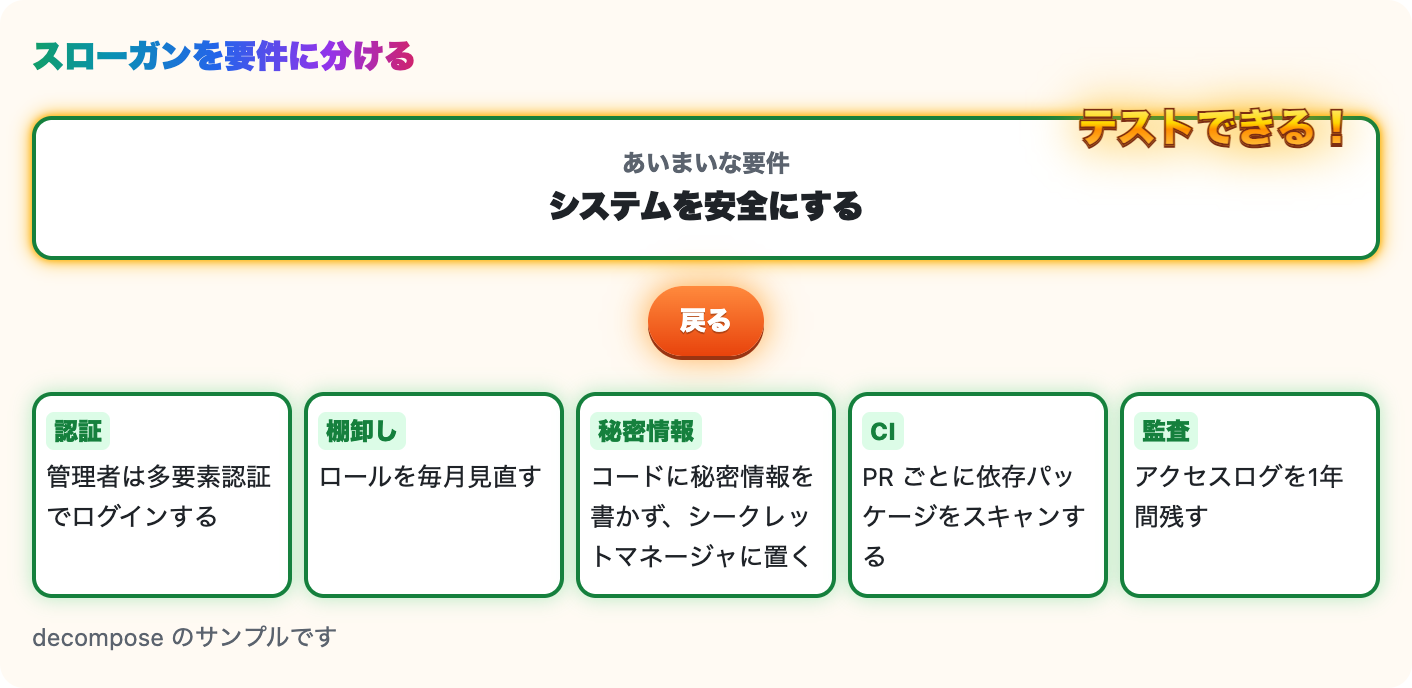 スローガンを要件に分ける
テストできる！
あいまいな要件
システムを安全にする
戻る
認証
管理者は多要素認証
でログインする
棚卸し
ロールを毎月見直す
秘密情報
コードに秘密情報を
書かず、シークレッ
トマネージャに置く
CI
PR ごとに依存パッ
ケージをスキャンす
る
監査
アクセスログを1年
間残す
decompose のサンプルです